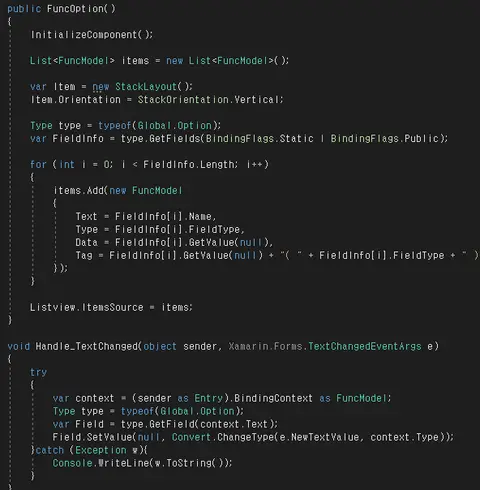 public FuncOption()
{
InitializeComponent();
List<FuncModel> items = new List<FuncModel>();
var Item = new StackLayout();
Item.Orientation = StackOrientation.Vertical;
Type type = typeof(Global.Option);
var FieldInfo = type.GetFields(BindingFlags.Static | BindingFlags.Public);
for (int i = 0; i < FieldInfo.Length; i++)
{
items.Add(new FuncModel
{
Text = FieldInfo[i].Name,
Type = FieldInfo[i].FieldType,
Data = FieldInfo[i].GetValue(null),
Tag = FieldInfo[i].GetValue(null) + "( " + FieldInfo[i].FieldType + " )
});
}
Listview.ItemsSource = items;
}
void Handle_TextChanged(object sender, Xamarin.Forms.TextChangedEventArgs e)
{
try
{
var context = (sender as Entry).BindingContext as FuncModel;
Type type = typeof(Global.Option);
var Field = type.GetField(context.Text);
Field.SetValue(null, Convert.ChangeType(e.NewTextValue, context.Type));
}catch (Exception w){
Console.WriteLine(w.ToString());
}
}